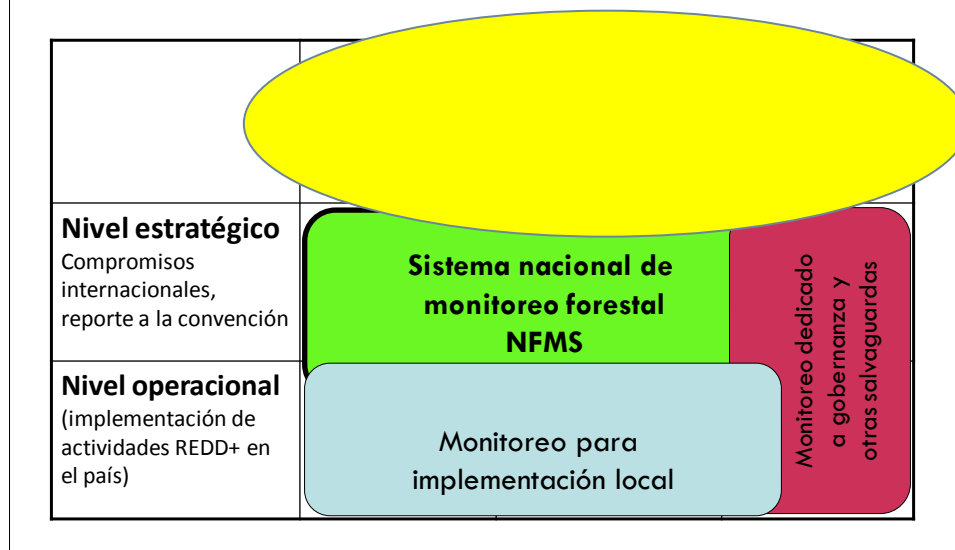 Nivel estratégico
Compromisos
internacionales,
reporte a la convención
Sistema nacional de
monitoreo forestal
NFMS
Monitoreo dedicado
a gobernanza y
otras salvaguardas
Nivel operacional
(implementación de
actividades REDD+ en
el país)
Monitoreo para
implementación local